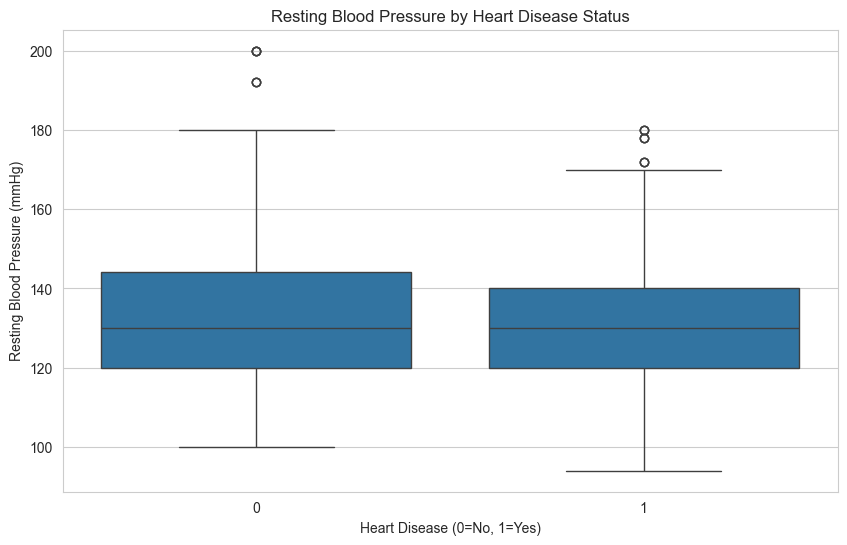 Resting Blood Pressure by Heart Disease Status
Resting Blood Pressure (mmHg)
200
180
160
140
120
100
0
1
Heart Disease (0=No, 1=Yes)